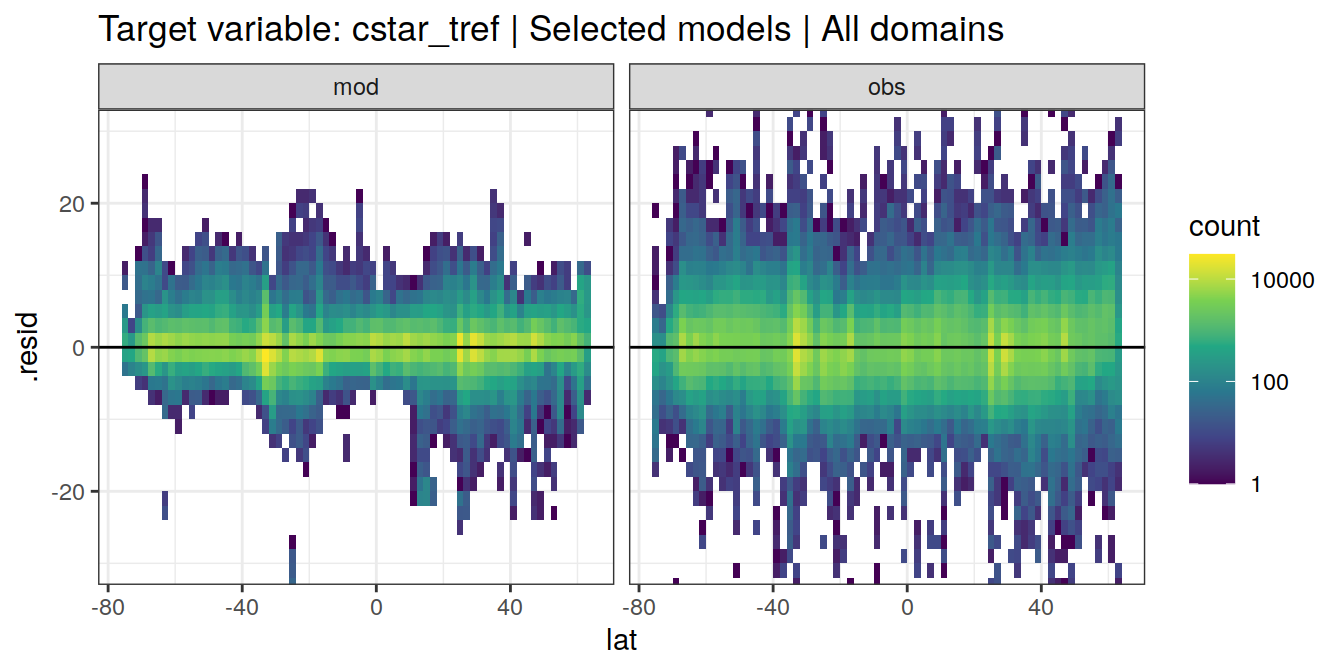 Target variable: cstar_tref | Selected models | All domains
mod
obs
.resid
20
0
-20
-80
-40
0
40
-80
-40
0
40
lat
count
10000
100
1